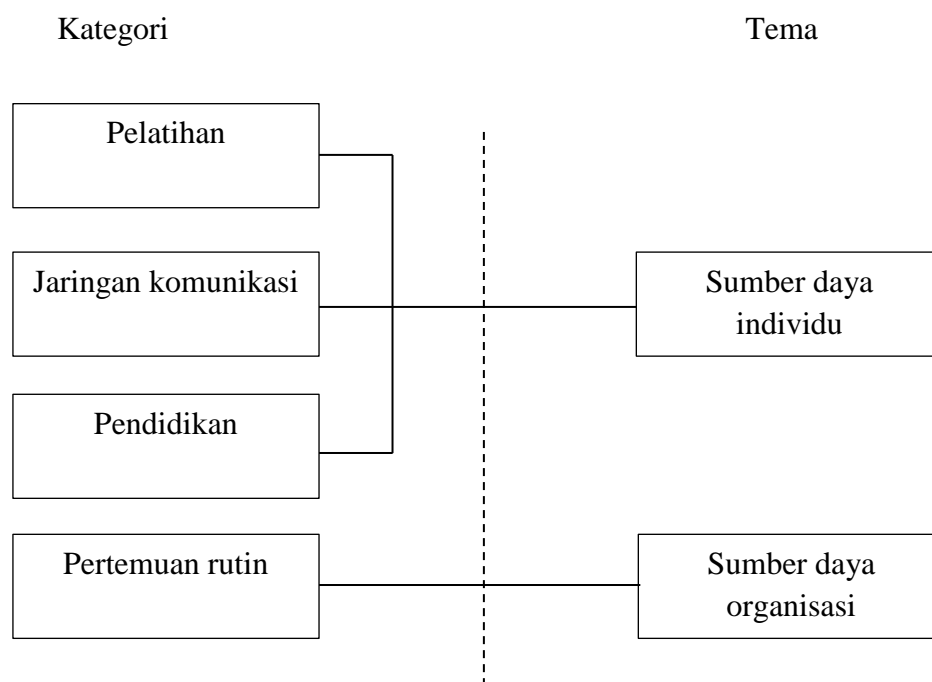 Kategori
Tema
Pelatihan
Jaringan komunikasi
Sumber daya
individu
Pendidikan
Pertemuan rutin
Sumber daya
organisasi